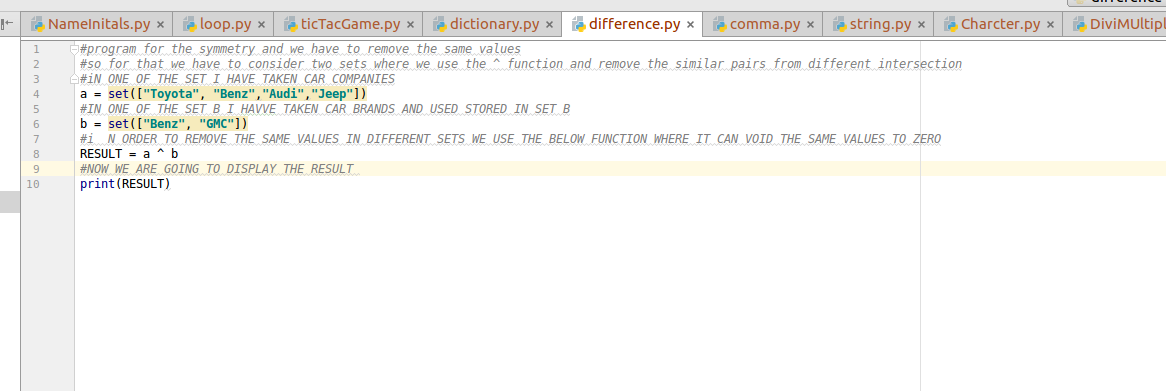 difference
NameInitals.py × loop.py × ticTacGame.py × dictionary.py × difference.py × comma.py × string.py × Charcter.py × DiviMUltipl
1 #program for the symmetry and we have to remove the same values
2 #so for that we have to consider two sets where we use the ^ function and remove the similar pairs from different intersection
3 #iN ONE OF THE SET I HAVE TAKEN CAR COMPANIES
4 a = set(["Toyota", "Benz","Audi","Jeep"])
5 #IN ONE OF THE SET B I HAVVE TAKEN CAR BRANDS AND USED STORED IN SET B
6 b = set(["Benz", "GMC"])
7 #i  N ORDER TO REMOVE THE SAME VALUES IN DIFFERENT SETS WE USE THE BELOW FUNCTION WHERE IT CAN VOID THE SAME VALUES TO ZERO
8 RESULT = a ^ b
9 #NOW WE ARE GOING TO DISPLAY THE RESULT
10 print(RESULT)